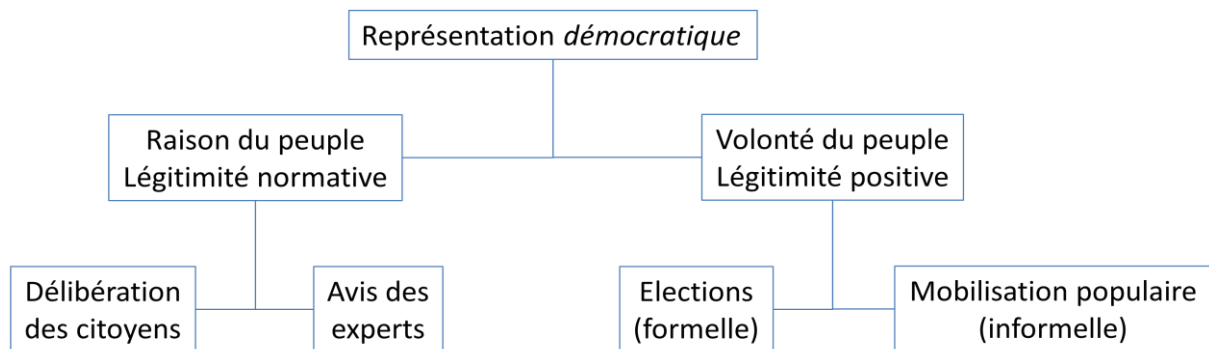 Représentation démocratique
Raison du peuple
Légitimité normative
Volonté du peuple
Légitimité positive
Délibération
des citoyens
Avis des
experts
Elections
(formelle)
Mobilisation populaire
(informelle)